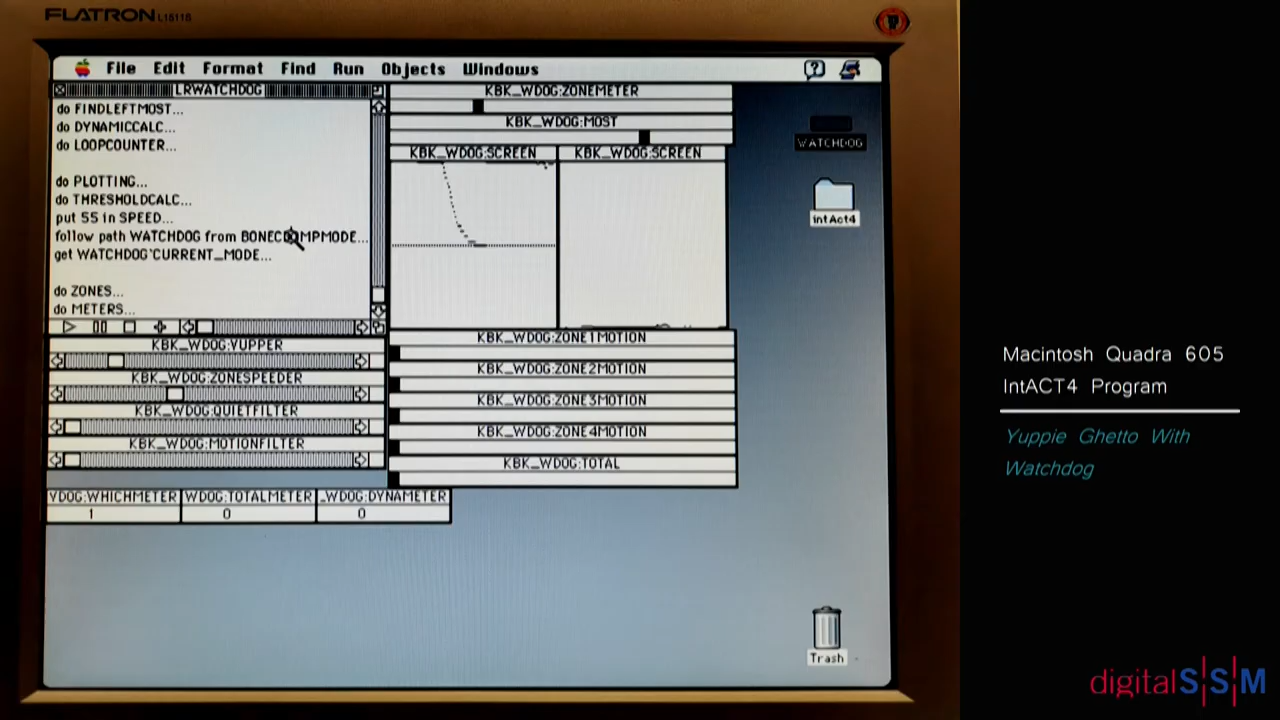 FLATRON L1811S
File Edit Format Find Run Objects Windows
LRWATCHDOG
do FINDLEFTMOST...
do DYNAMICCALC...
do LOOPCOUNTER...
do PLOTTING...
do THRESHOLDCALC...
put 55 in SPEED...
follow path WATCHDOG from BONECOMPMODE...
get WATCHDOG`CURRENT_MODE...
do ZONES...
do METERS...
KBK_WDOG:YUPPER
KBK_WDOG:ZONESPEEDER
KBK_WDOG:QUIETFILTER
KBK_WDOG:MOTIONFILTER
KBK_WDOG:ZONEMETER
KBK_WDOG:MOST
KBK_WDOG:SCREEN KBK_WDOG:SCREEN
KBK_WDOG:ZONE1MOTION
KBK_WDOG:ZONE2MOTION
KBK_WDOG:ZONE3MOTION
KBK_WDOG:ZONE4MOTION
KBK_WDOG:TOTAL
WDOG:WHICHMETER WDOG:TOTALMETER _WDOG:DYNAMETER
1 0 0
WATCHDOG
intAct4
Trash
Macintosh Quadra 605
IntACT4 Program
Yuppie Ghetto With
Watchdog
digitalSSM